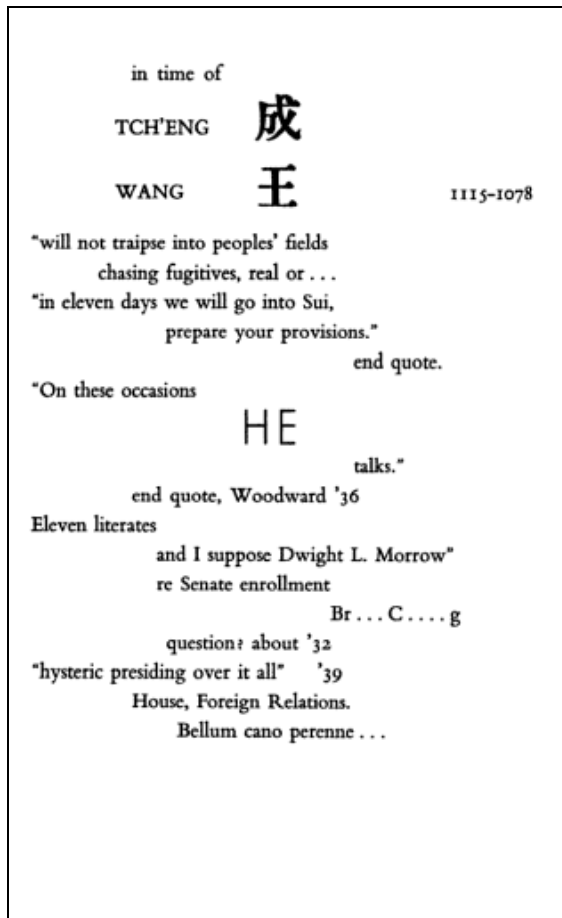 in time of
TCH'ENG 成
WANG 王 1115-1078
"will not traipse into peoples' fields
chasing fugitives, real or . . .
"in eleven days we will go into Sui,
prepare your provisions."
end quote.
"On these occasions
HE
talks."
end quote, Woodward '36
Eleven literates
and I suppose Dwight L. Morrow"
re Senate enrollment
Br . . . C . . . . g
question? about '32
"hysteric presiding over it all" '39
House, Foreign Relations.
Bellum cano perenne . . .